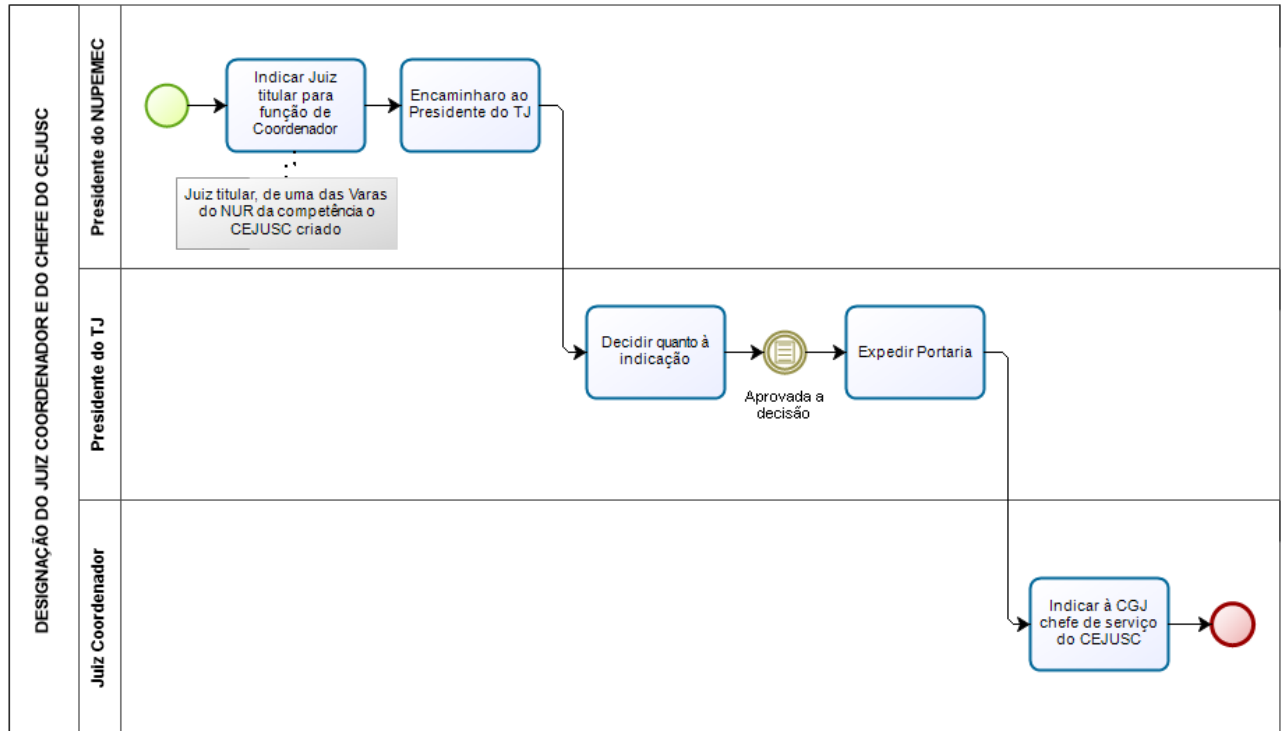 DESIGNAÇÃO DO JUIZ COORDENADOR E DO CHEFE DO CEJUSC
Presidente do NUPEMEC
Indicar Juiz
titular para
função de
Coordenador
Encaminharo ao
Presidente do TJ
Juiz titular, de uma das Varas
do NUR da competência o
CEJUSC criado
Presidente do TJ
Decidir quanto à
indicação
Aprovada a
decisão
Expedir Portaria
Juiz Coordenador
Indicar à CGJ
chefe de serviço
do CEJUSC